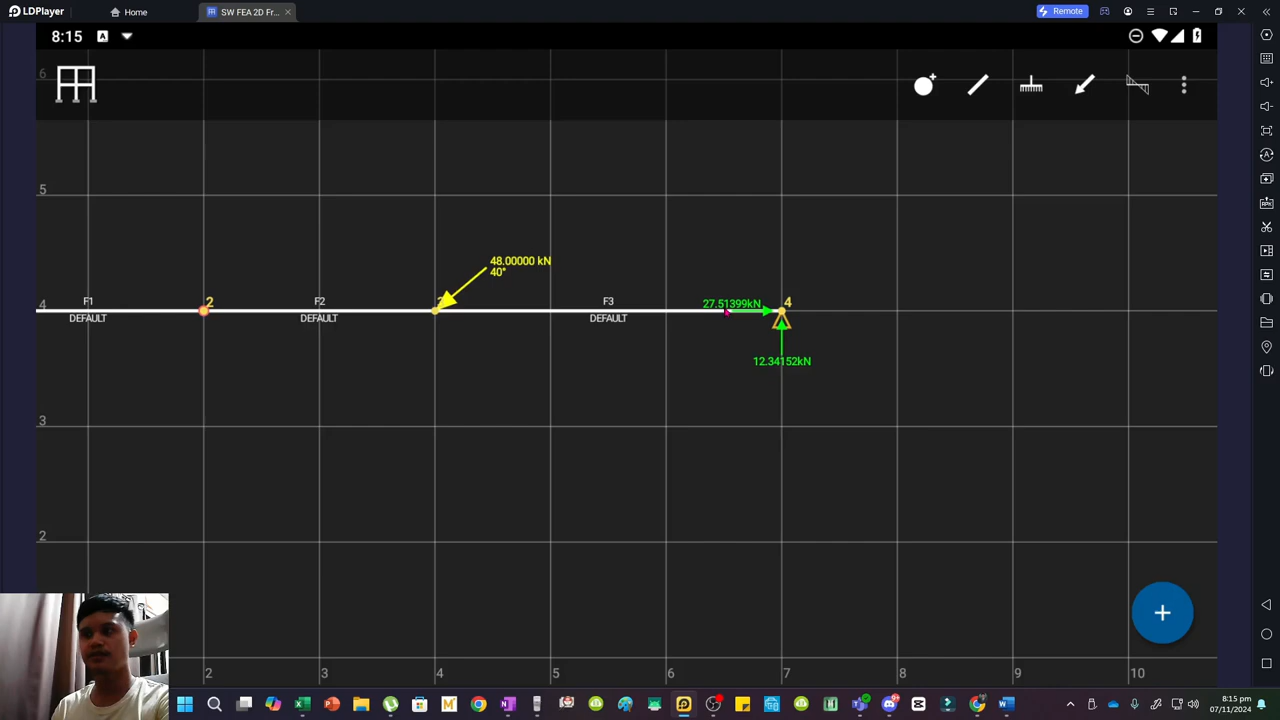 LDPlayer
Home
SW FEA 2D Fr...
Remote
8:15
A
6
5
48.00000 kN
40°
4
F1
2
F2
F3
27.51399kN
4
DEFAULT
DEFAULT
DEFAULT
12.34152kN
3
2
2
3
4
5
6
7
8
9
10
8:15 pm
07/11/2024